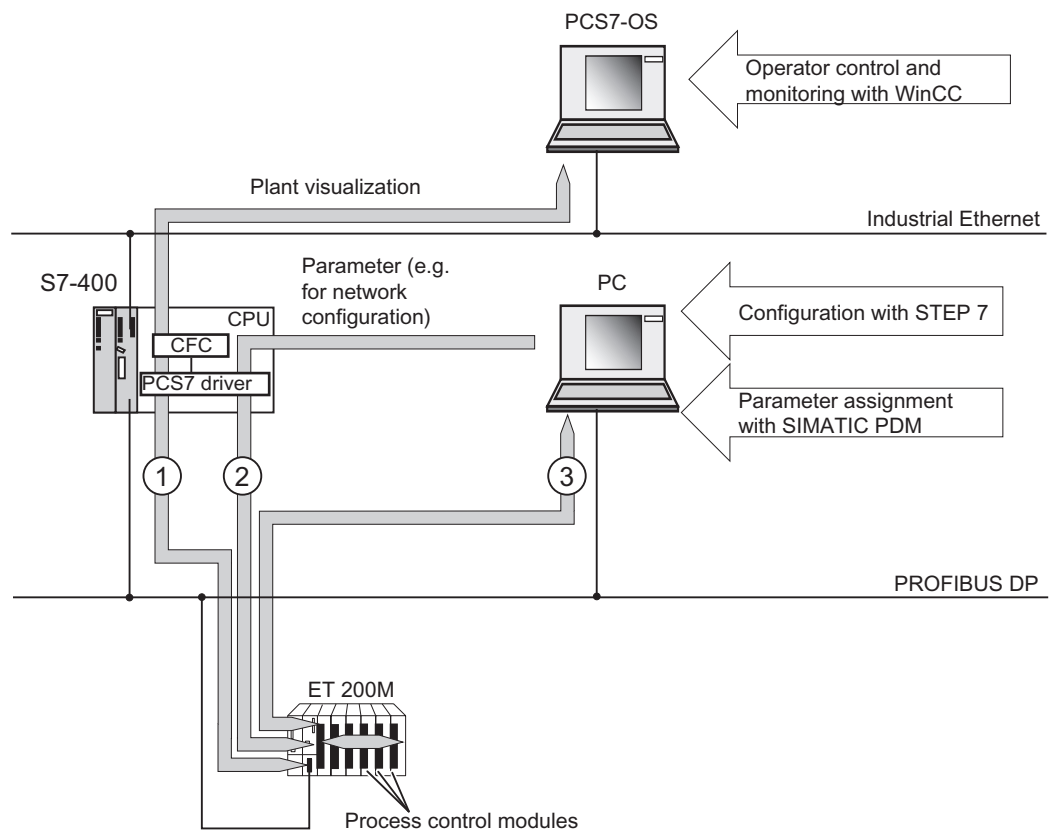 PCS7-OS
Operator control and
monitoring with WinCC
Plant visualization
Industrial Ethernet
S7-400
Parameter (e.g.
for network
configuration)
PC
CPU
CFC
Configuration with STEP 7
PCS7 driver
Parameter assignment
with SIMATIC PDM
1
2
3
PROFIBUS DP
ET 200M
Process control modules